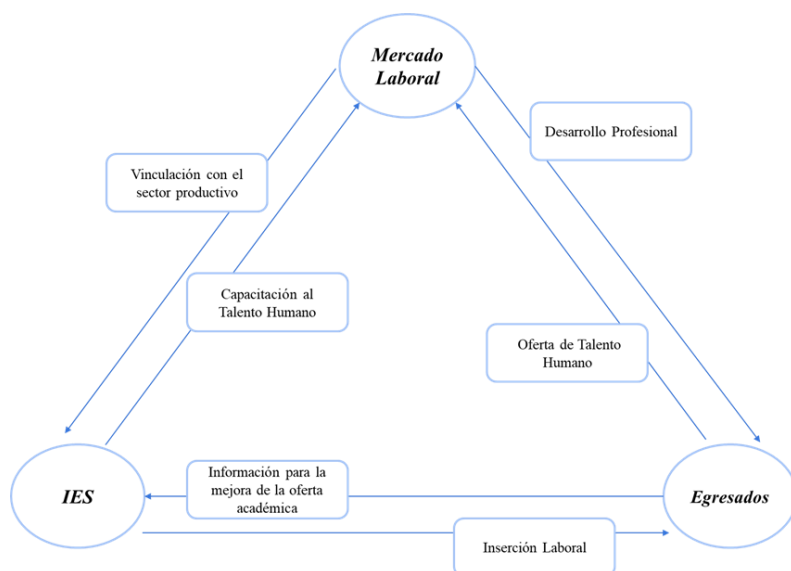 Mercado
Laboral
Desarrollo Profesional
Vinculación con el
sector productivo
Capacitación al
Talento Humano
Oferta de Talento
Humano
IES
Información para la
mejora de la oferta
académica
Egresados
Inserción Laboral